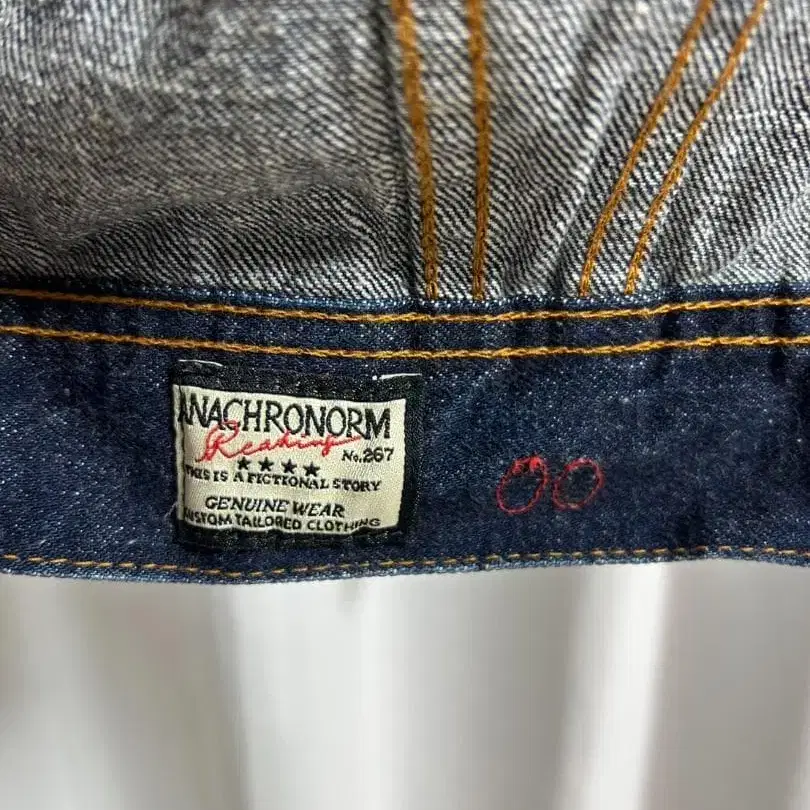 ANACHRONORM
Reading
No.267
THIS IS A FICTIONAL STORY
GENUINE WEAR
CUSTOM TAILORED CLOTHING
00